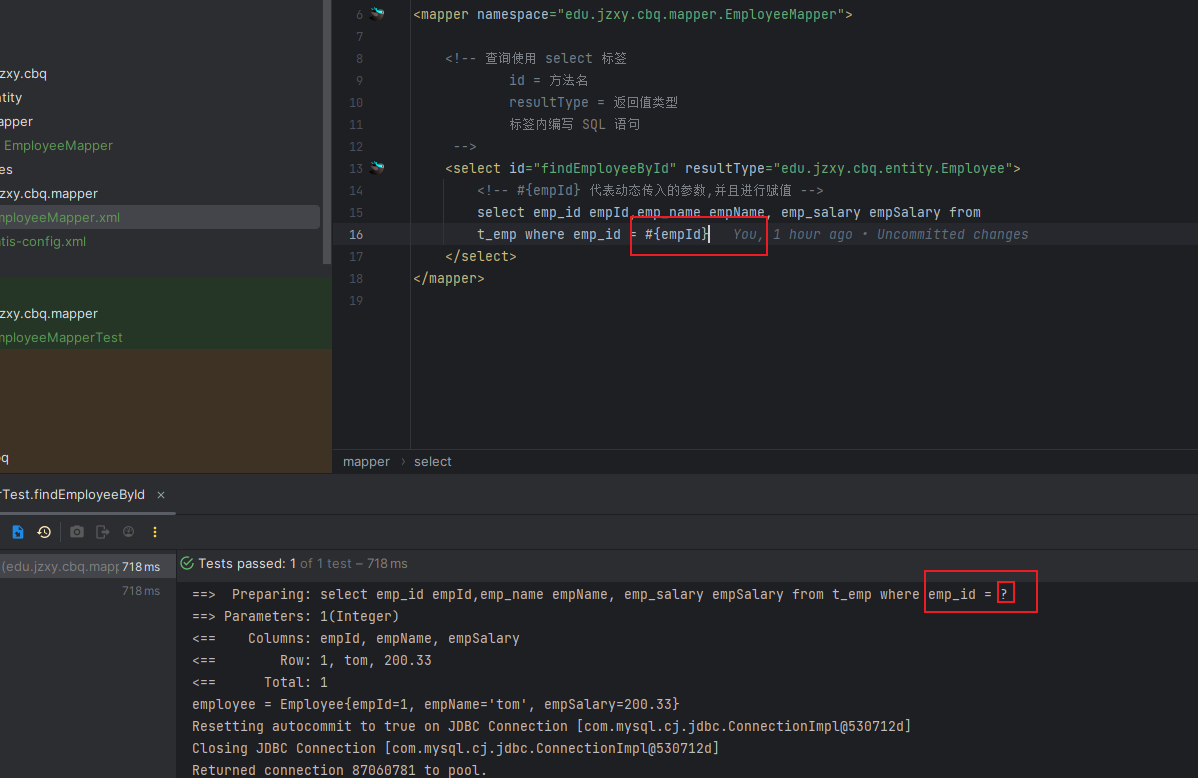 zxy.cbq
ntity
apper
EmployeeMapper
es
zxy.cbq.mapper
mployeeMapper.xml
atis-config.xml
zxy.cbq.mapper
mployeeMapperTest
q
6 <mapper namespace="edu.jzxy.cbq.mapper.EmployeeMapper">
7
8 <!-- 查询使用 select 标签
9 id = 方法名
10 resultType = 返回值类型
11 标签内编写 SQL 语句
12 -->
13 <select id="findEmployeeById" resultType="edu.jzxy.cbq.entity.Employee">
14 <!-- #{empId} 代表动态传入的参数,并且进行赋值 -->
15 select emp_id empId,emp_name empName, emp_salary empSalary from
16 t_emp where emp_id = #{empId} You, 1 hour ago • Uncommitted changes
17 </select>
18 </mapper>
19
mapper › select
rTest.findEmployeeById ×
(edu.jzxy.cbq.mapp 718 ms
718 ms
Tests passed: 1 of 1 test – 718 ms
==>  Preparing: select emp_id empId,emp_name empName, emp_salary empSalary from t_emp where emp_id = ?
==> Parameters: 1(Integer)
<==    Columns: empId, empName, empSalary
<==        Row: 1, tom, 200.33
<==      Total: 1
employee = Employee{empId=1, empName='tom', empSalary=200.33}
Resetting autocommit to true on JDBC Connection [com.mysql.cj.jdbc.ConnectionImpl@530712d]
Closing JDBC Connection [com.mysql.cj.jdbc.ConnectionImpl@530712d]
Returned connection 87060781 to pool.